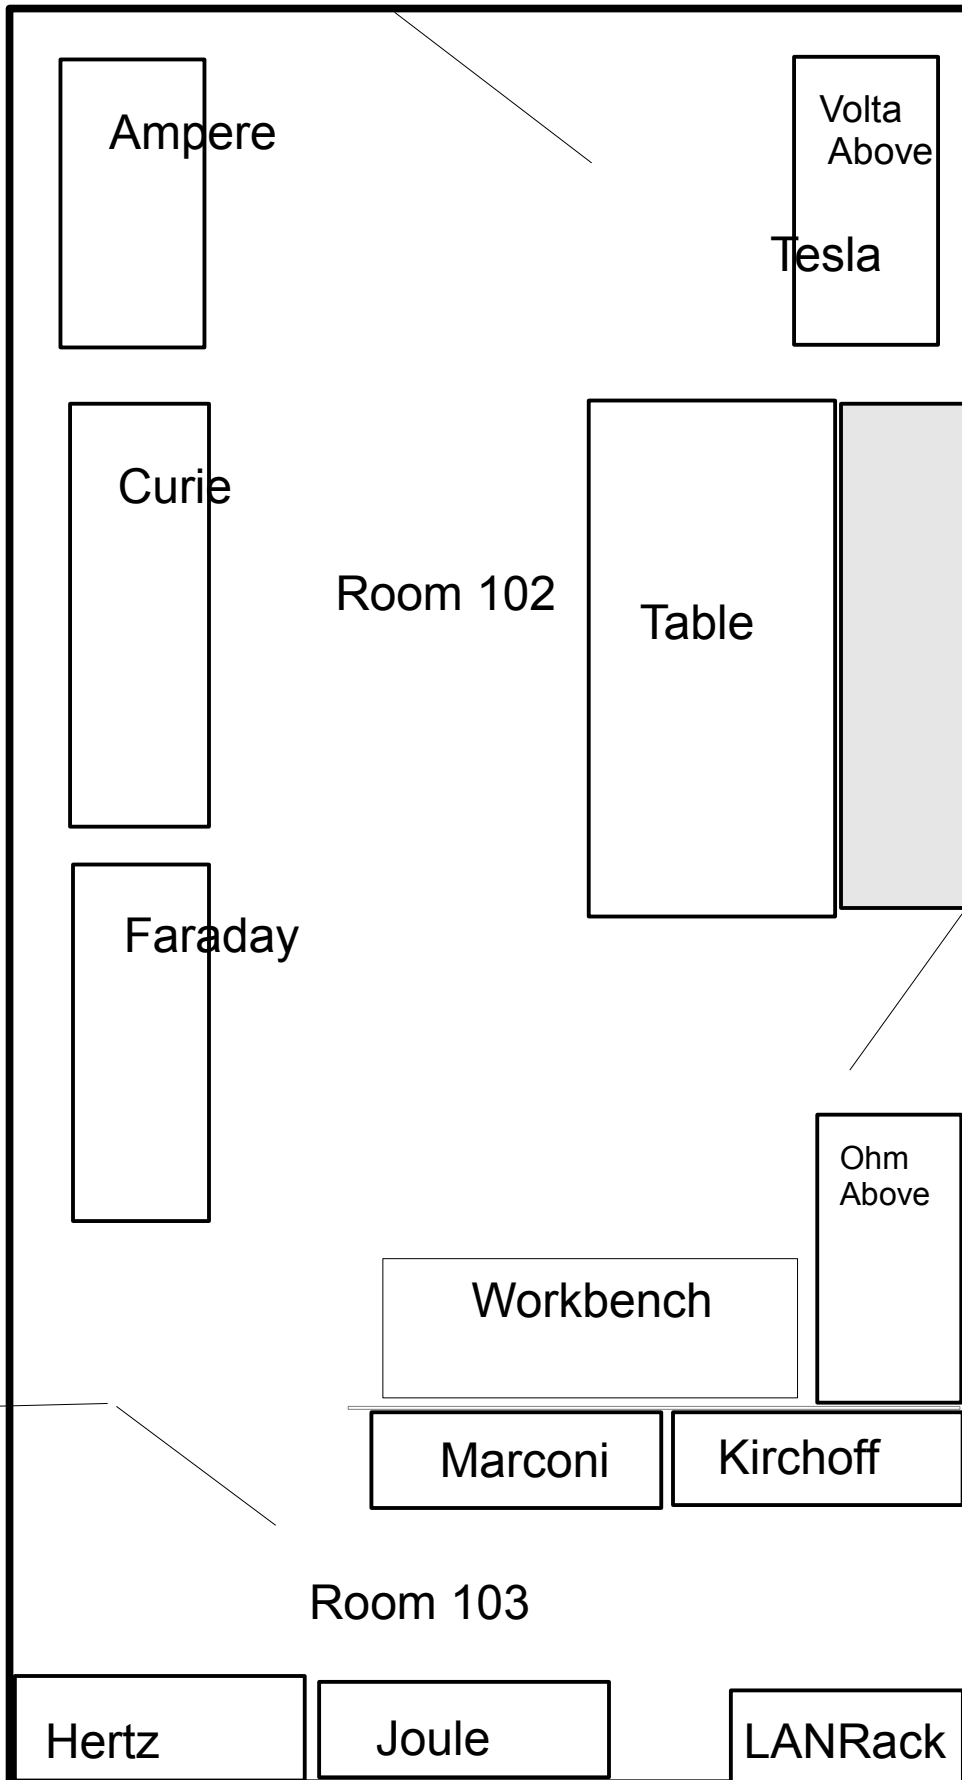 Ampere
Volta
Above
Tesla
Curie
Room 102
Table
Faraday
Ohm
Above
Workbench
Marconi
Kirchoff
Room 103
Hertz
Joule
LANRack